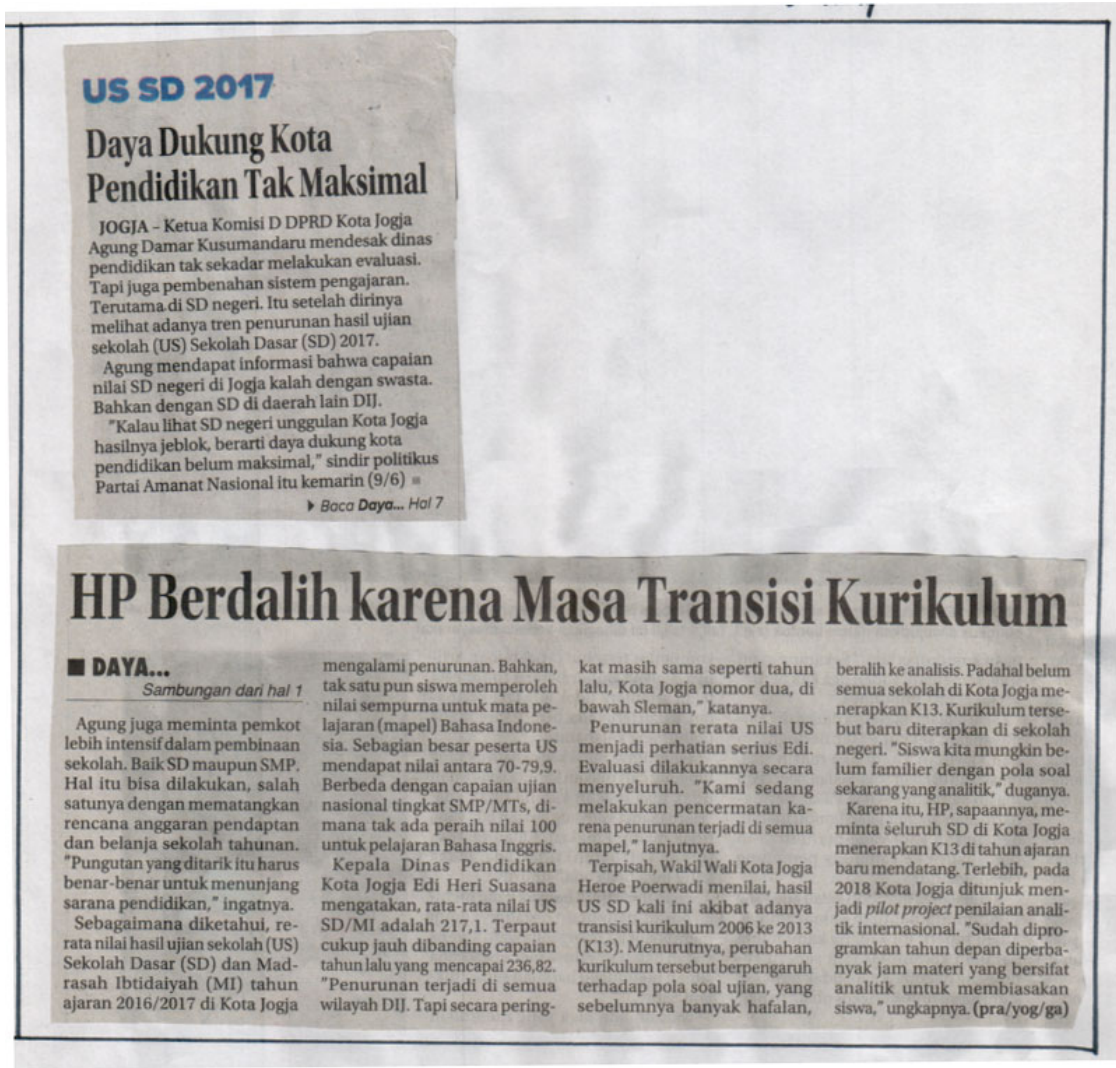 US SD 2017
Daya Dukung Kota
Pendidikan Tak Maksimal
JOGJA – Ketua Komisi D DPRD Kota Jogja
Agung Damar Kusumandaru mendesak dinas
pendidikan tak sekadar melakukan evaluasi.
Tapi juga pembenahan sistem pengajaran.
Terutama di SD negeri. Itu setelah dirinya
melihat adanya tren penurunan hasil ujian
sekolah (US) Sekolah Dasar (SD) 2017.
Agung mendapat informasi bahwa capaian
nilai SD negeri di Jogja kalah dengan swasta.
Bahkan dengan SD di daerah lain DIJ.
"Kalau lihat SD negeri unggulan Kota Jogja
hasilnya jeblok, berarti daya dukung kota
pendidikan belum maksimal," sindir politikus
Partai Amanat Nasional itu kemarin (9/6)
Baca Daya... Hal 7
HP Berdalih karena Masa Transisi Kurikulum
DAYA...
Sambungan dari hal 1
Agung juga meminta pemkot
lebih intensif dalam pembinaan
sekolah. Baik SD maupun SMP.
Hal itu bisa dilakukan, salah
satunya dengan mematangkan
rencana anggaran pendaptan
dan belanja sekolah tahunan.
"Pungutan yang ditarik itu harus
benar-benar untuk menunjang
sarana pendidikan," ingatnya.
Sebagaimana diketahui, re-
rata nilai hasil ujian sekolah (US)
Sekolah Dasar (SD) dan Mad-
rasah Ibtidaiyah (MI) tahun
ajaran 2016/2017 di Kota Jogja
mengalami penurunan. Bahkan,
tak satu pun siswa memperoleh
nilai sempurna untuk mata pe-
lajaran (mapel) Bahasa Indone-
sia. Sebagian besar peserta US
mendapat nilai antara 70-79,9.
Berbeda dengan capaian ujian
nasional tingkat SMP/MTs, di-
mana tak ada peraih nilai 100
untuk pelajaran Bahasa Inggris.
Kepala Dinas Pendidikan
Kota Jogja Edi Heri Suasana
mengatakan, rata-rata nilai US
SD/MI adalah 217,1. Terpaut
cukup jauh dibanding capaian
tahun lalu yang mencapai 236,82.
"Penurunan terjadi di semua
wilayah DIJ. Tapi secara pering-
kat masih sama seperti tahun
lalu, Kota Jogja nomor dua, di
bawah Sleman," katanya.
Penurunan rerata nilai US
menjadi perhatian serius Edi.
Evaluasi dilakukannya secara
menyeluruh. "Kami sedang
melakukan pencermatan ka-
rena penurunan terjadi di semua
mapel," lanjutnya.
Terpisah, Wakil Wali Kota Jogja
Heroe Poerwadi menilai, hasil
US SD kali ini akibat adanya
transisi kurikulum 2006 ke 2013
(K13). Menurutnya, perubahan
kurikulum tersebut berpengaruh
terhadap pola soal ujian, yang
sebelumnya banyak hafalan,
beralih ke analisis. Padahal belum
semua sekolah di Kota Jogja me-
nerapkan K13. Kurikulum terse-
but baru diterapkan di sekolah
negeri. "Siswa kita mungkin be-
lum familier dengan pola soal
sekarang yang analitik," duganya.
Karena itu, HP, sapaannya, me-
minta seluruh SD di Kota Jogja
menerapkan K13 di tahun ajaran
baru mendatang. Terlebih, pada
2018 Kota Jogja ditunjuk men-
jadi pilot project penilaian anali-
tik internasional. "Sudah dipro-
gramkan tahun depan diperba-
nyak jam materi yang bersifat
analitik untuk membiasakan
siswa," ungkapnya. (pra/yog/ga)